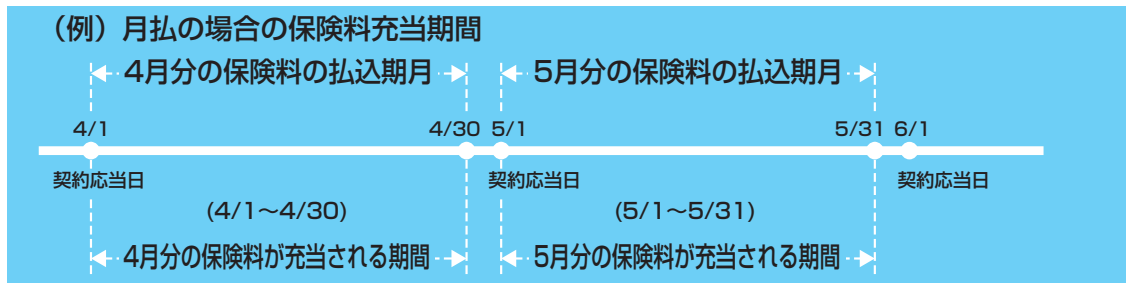 （例）月払の場合の保険料充当期間
4月分の保険料の払込期月 5月分の保険料の払込期月
4/1 4/30 5/1 5/31 6/1
契約応当日 契約応当日 契約応当日
(4/1〜4/30) (5/1〜5/31)
4月分の保険料が充当される期間 5月分の保険料が充当される期間